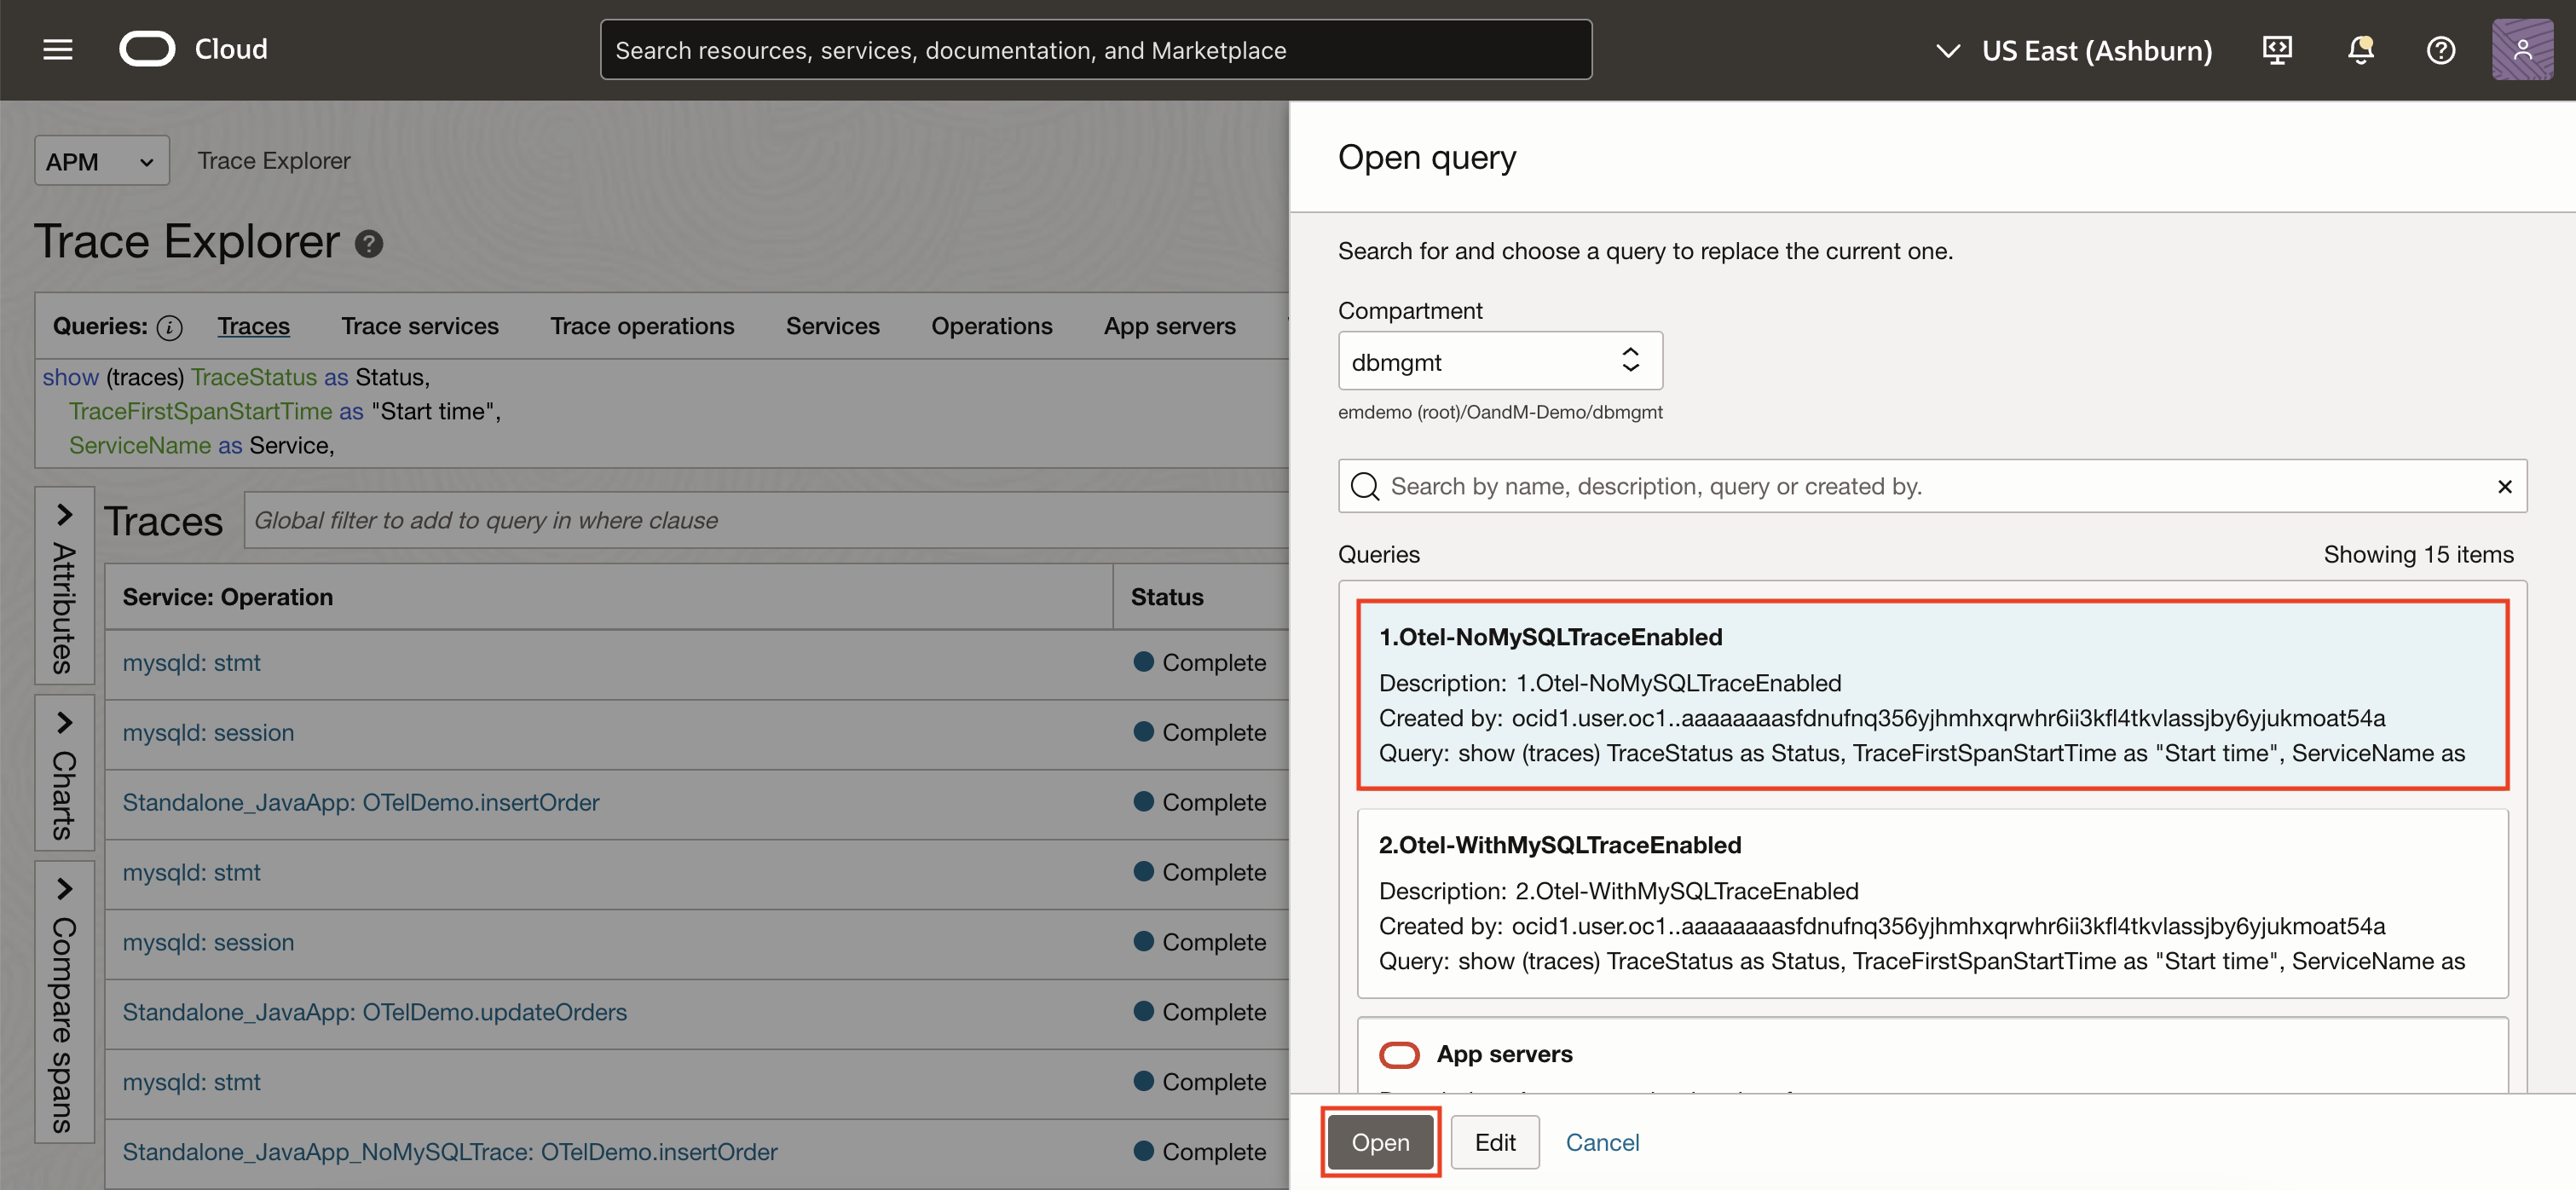 Cloud
Search resources, services, documentation, and Marketplace
US East (Ashburn)
APM
Trace Explorer
Trace Explorer
Queries: Traces Trace services Trace operations Services Operations App servers
show (traces) TraceStatus as Status,
TraceFirstSpanStartTime as "Start time",
ServiceName as Service,
Attributes
Charts
Compare spans
Traces
Global filter to add to query in where clause
Service: Operation Status
mysqld: stmt Complete
mysqld: session Complete
Standalone_JavaApp: OTelDemo.insertOrder Complete
mysqld: stmt Complete
mysqld: session Complete
Standalone_JavaApp: OTelDemo.updateOrders Complete
mysqld: stmt Complete
Standalone_JavaApp_NoMySQLTrace: OTelDemo.insertOrder Complete
Open query
Search for and choose a query to replace the current one.
Compartment
dbmgmt
emdemo (root)/OandM-Demo/dbmgmt
Search by name, description, query or created by.
Queries Showing 15 items
1.Otel-NoMySQLTraceEnabled
Description: 1.Otel-NoMySQLTraceEnabled
Created by: ocid1.user.oc1..aaaaaaaasfdnufnq356yjhmhxqrwhr6ii3kfl4tkvlassjby6yjukmoat54a
Query: show (traces) TraceStatus as Status, TraceFirstSpanStartTime as "Start time", ServiceName as
2.Otel-WithMySQLTraceEnabled
Description: 2.Otel-WithMySQLTraceEnabled
Created by: ocid1.user.oc1..aaaaaaaasfdnufnq356yjhmhxqrwhr6ii3kfl4tkvlassjby6yjukmoat54a
Query: show (traces) TraceStatus as Status, TraceFirstSpanStartTime as "Start time", ServiceName as
App servers
Open Edit Cancel